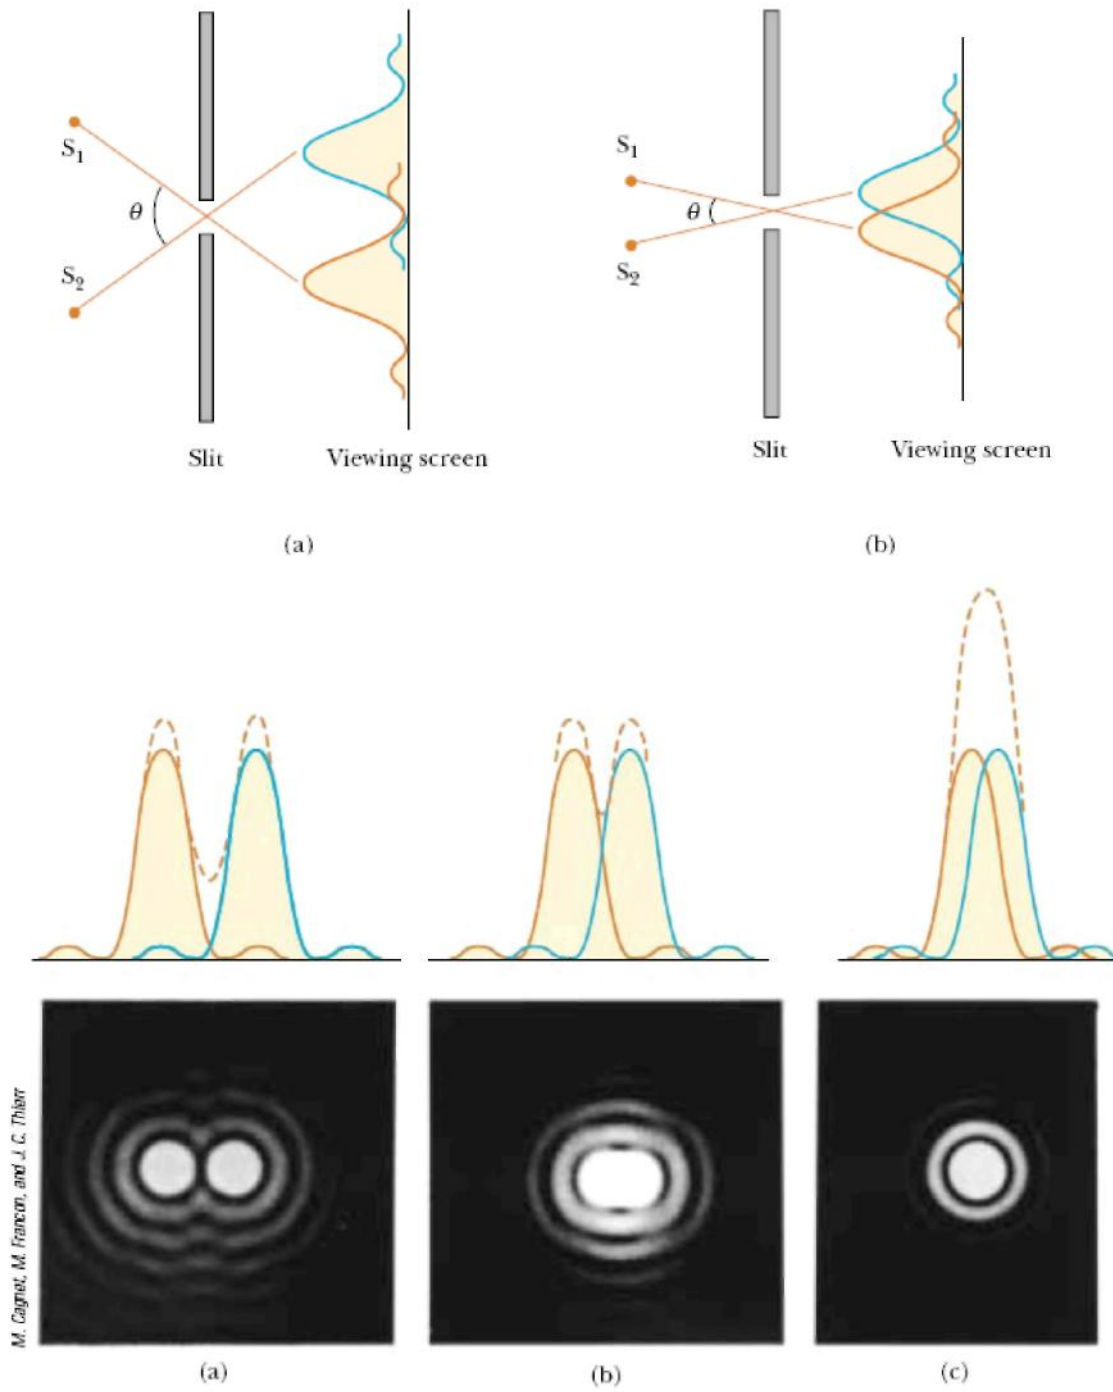 S1
θ
S2
Slit
Viewing screen
(a)
S1
θ
S2
Slit
Viewing screen
(b)
M. Cagnet, M. Francon, and J. C. Thierr
(a)
(b)
(c)